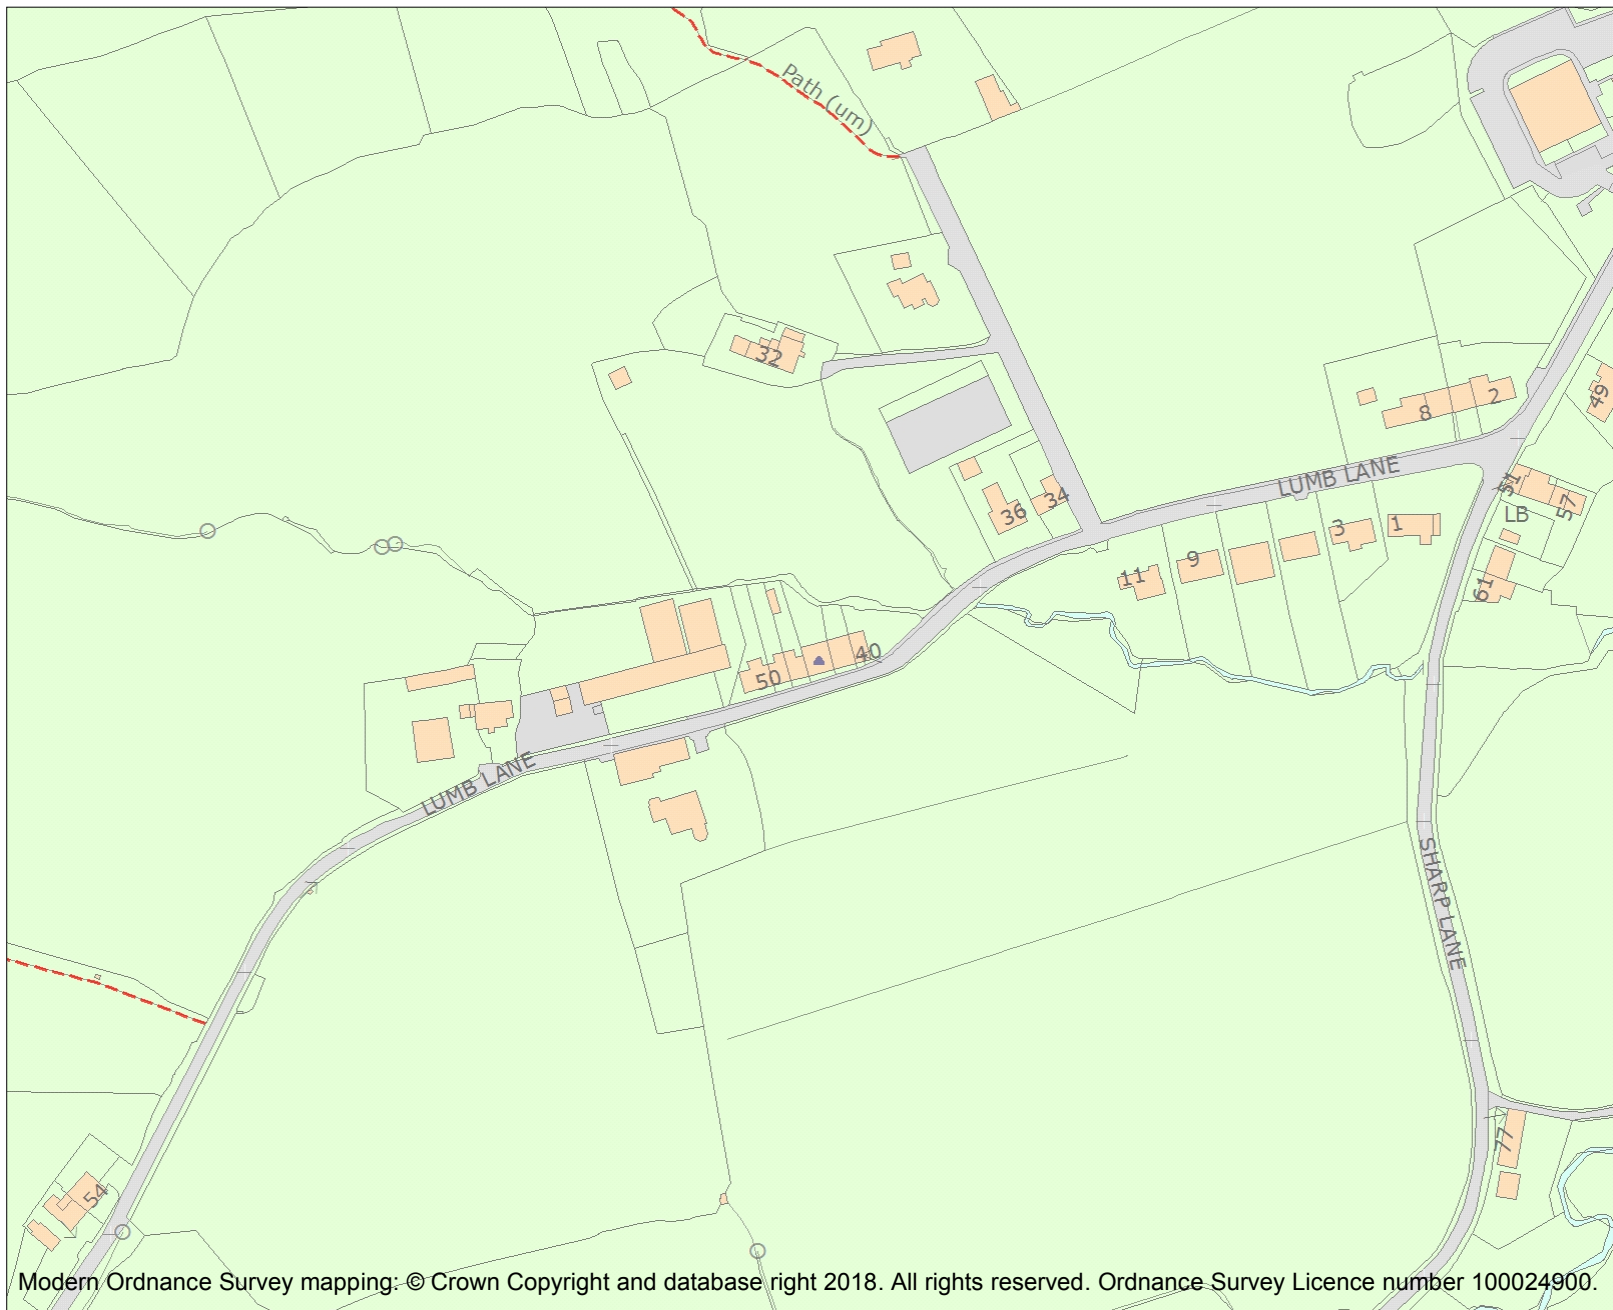 Path (um)
32
49
2
8
LUMB LANE
51
57
LB
34
36
3
1
9
11
61
40
50
LUMB LANE
SHARP LANE
77
54
Modern Ordnance Survey mapping: © Crown Copyright and database right 2018. All rights reserved. Ordnance Survey Licence number 100024900.